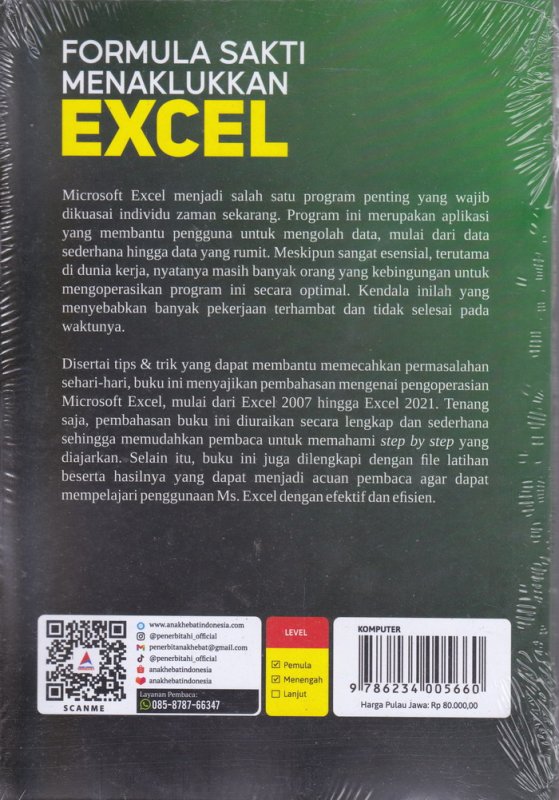 FORMULA SAKTI
MENAKLUKKAN
EXCEL
Microsoft Excel menjadi salah satu program penting yang wajib
dikuasai individu zaman sekarang. Program ini merupakan aplikasi
yang membantu pengguna untuk mengolah data, mulai dari data
sederhana hingga data yang rumit. Meskipun sangat esensial, terutama
di dunia kerja, nyatanya masih banyak orang yang kebingungan untuk
mengoperasikan program ini secara optimal. Kendala inilah yang
menyebabkan banyak pekerjaan terhambat dan tidak selesai pada
waktunya.
Disertai tips & trik yang dapat membantu memecahkan permasalahan
sehari-hari, buku ini menyajikan pembahasan mengenai pengoperasian
Microsoft Excel, mulai dari Excel 2007 hingga Excel 2021. Tenang
saja, pembahasan buku ini diuraikan secara lengkap dan sederhana
sehingga memudahkan pembaca untuk memahami step by step yang
diajarkan. Selain itu, buku ini juga dilengkapi dengan file latihan
beserta hasilnya yang dapat menjadi acuan pembaca agar dapat
mempelajari penggunaan Ms. Excel dengan efektif dan efisien.
SCANME
www.anakhebatindonesia.com
@penerbitahi_official
penerbitanakhebat@gmail.com
@penerbitahi_official
anakhebatindonesia
anakhebatindonesia
Layanan Pembaca:
085-8787-66347
LEVEL
Pemula
Menengah
Lanjut
KOMPUTER
9 786234 005660
Harga Pulau Jawa: Rp 80.000,00